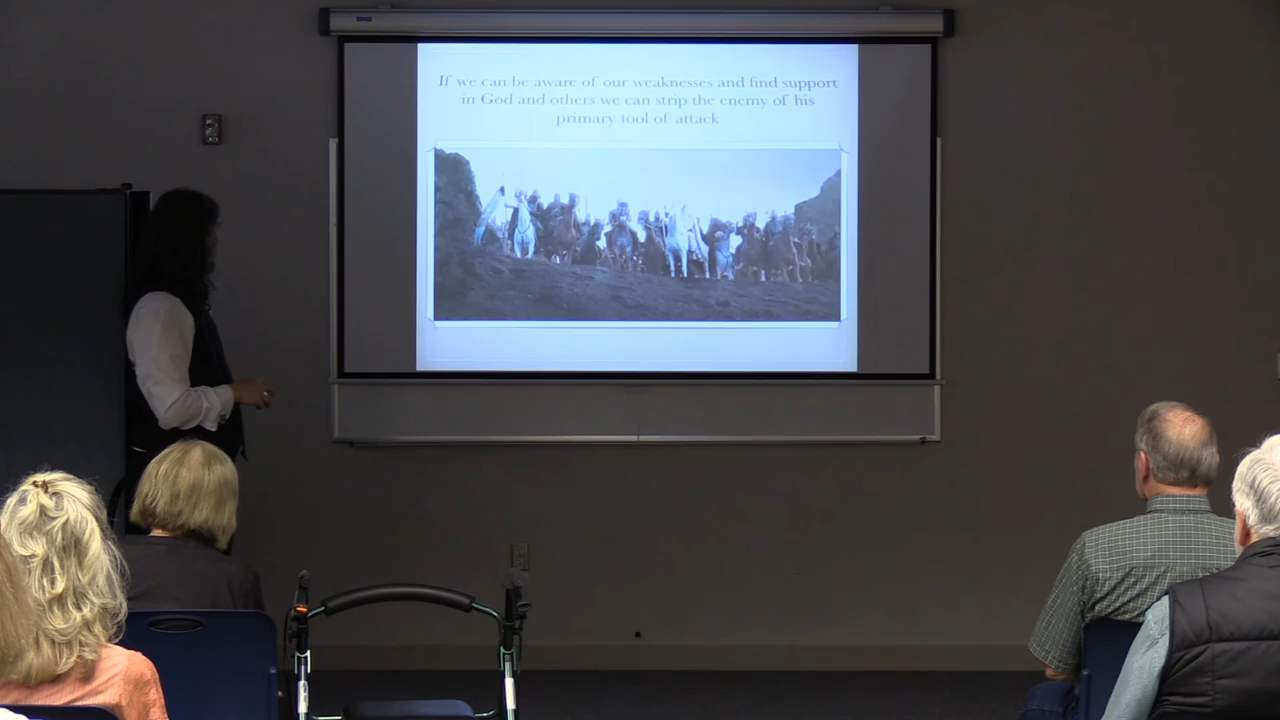 If we can be aware of our weaknesses and find support
in God and others we can strip the enemy of his
primary tool of attack